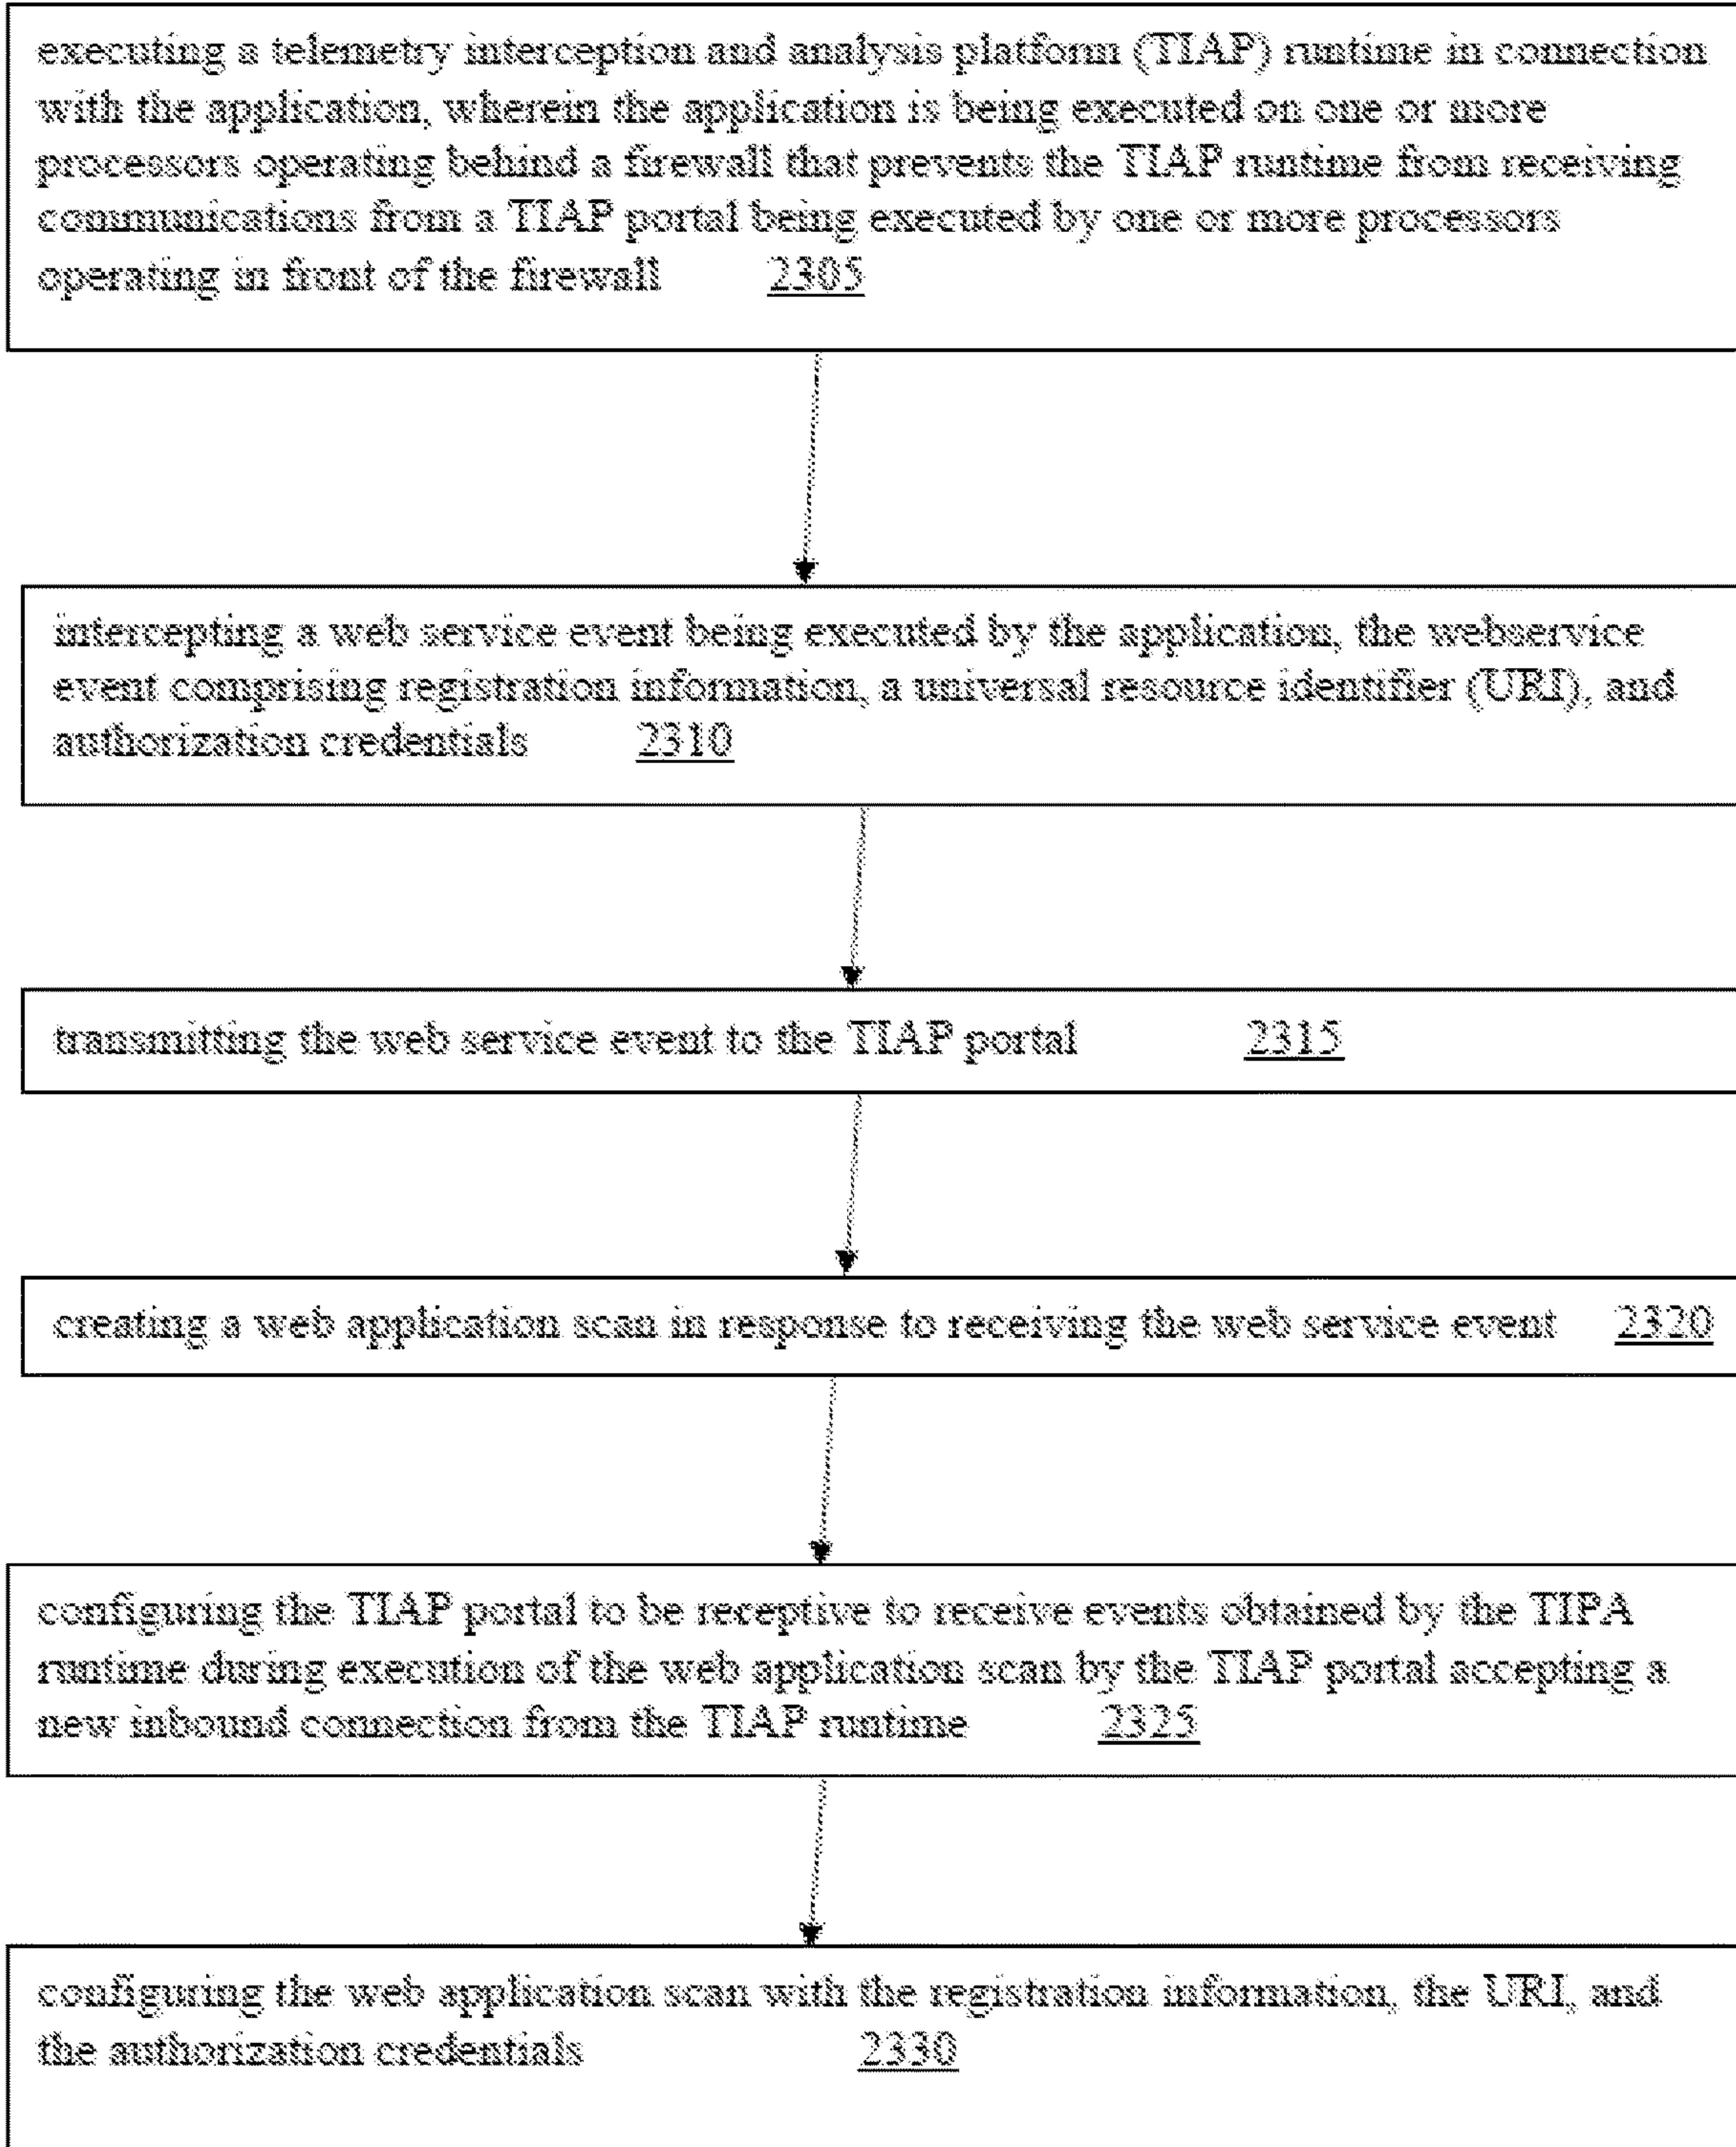 executing a telemetry interception and analysis platform (TIAP) runtime in connection
with the application, wherein the application is being executed on one or more
processors operating behind a firewall that prevents the TIAP runtime from receiving
communications from a TIAP portal being executed by one or more processors
operating in front of the firewall 2305
intercepting a web service event being executed by the application, the webservice
event comprising registration information, a universal resource identifier (URI), and
authorization credentials 2310
transmitting the web service event to the TIAP portal 2315
creating a web application scan in response to receiving the web service event 2320
configuring the TIAP portal to be receptive to receive events obtained by the TIPA
runtime during execution of the web application scan by the TIAP portal accepting a
new inbound connection from the TIAP runtime 2325
configuring the web application scan with the registration information, the URI, and
the authorization credentials 2330